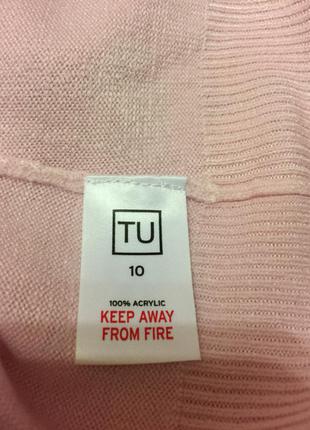 TU
10
100% ACRYLIC
KEEP AWAY
FROM FIRE